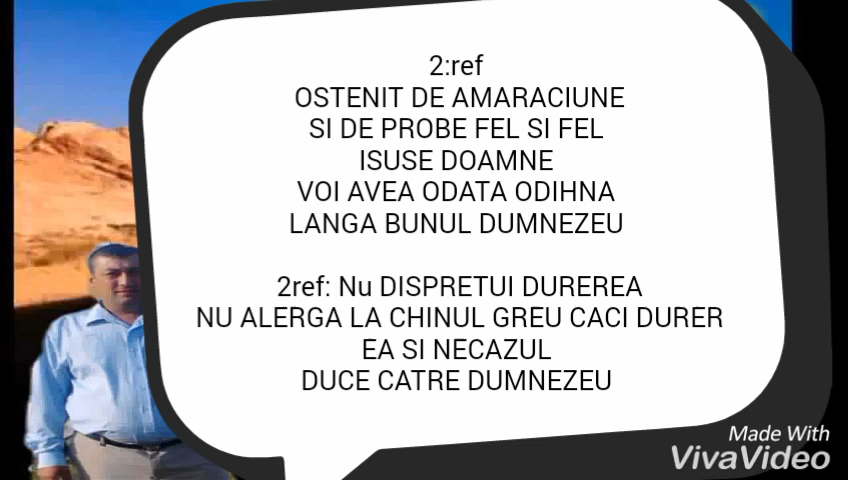 2:ref
OSTENIT DE AMARACIUNE
SI DE PROBE FEL SI FEL
ISUSE DOAMNE
VOI AVEA ODATA ODIHNA
LANGA BUNUL DUMNEZEU
2ref: Nu DISPRETUI DUREREA
NU ALERGA LA CHINUL GREU CACI DURER
EA SI NECAZUL
DUCE CATRE DUMNEZEU
Made With
VivaVideo